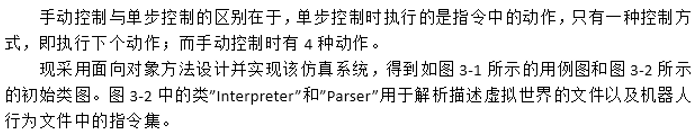 手动控制与单步控制的区别在于，单步控制时执行的是指令中的动作，只有一种控制方
式，即执行下个动作；而手动控制时有 4 种动作。
现采用面向对象方法设计并实现该仿真系统，得到如图 3-1 所示的用例图和图 3-2 所示
的初始类图。图 3-2 中的类"Interpreter”和”Parser”用于解析描述虚拟世界的文件以及机器人
行为文件中的指令集。